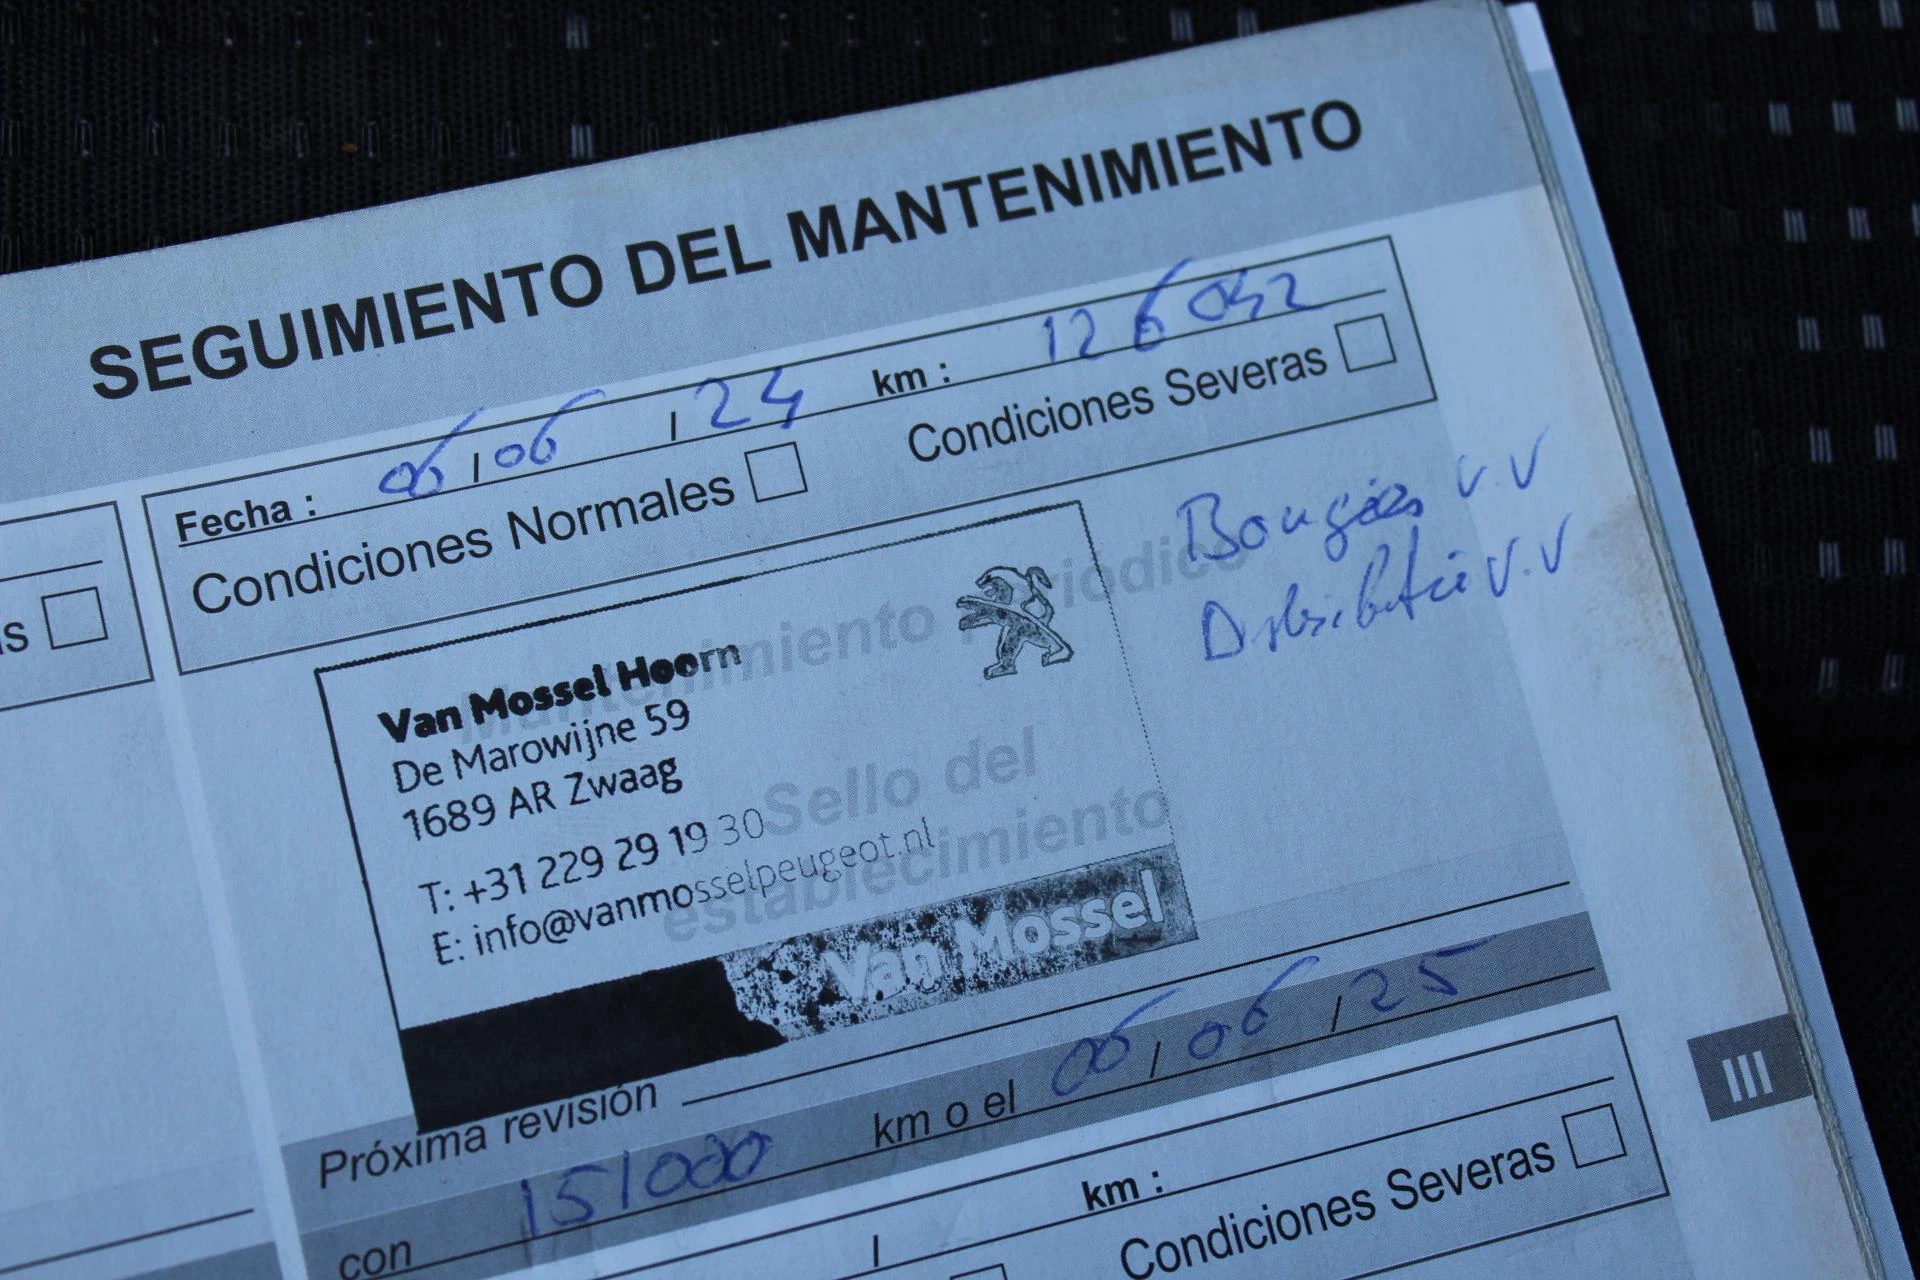 SEGUIMIENTO DEL MANTENIMIENTO
Fecha : 06 / 06 / 24 km : 126042
Condiciones Normales Condiciones Severas
s
Bougies v.v
Distributie v.v
Mantenimiento Periódico
Van Mossel Hoorn
De Marowijne 59
1689 AR Zwaag
Sello del
establecimiento
T: +31 229 29 19 30
E: info@vanmosselpeugeot.nl
Van Mossel
Próxima revisión
con 151000 km o el 06 / 06 / 25
III
/ km :
Condiciones Severas